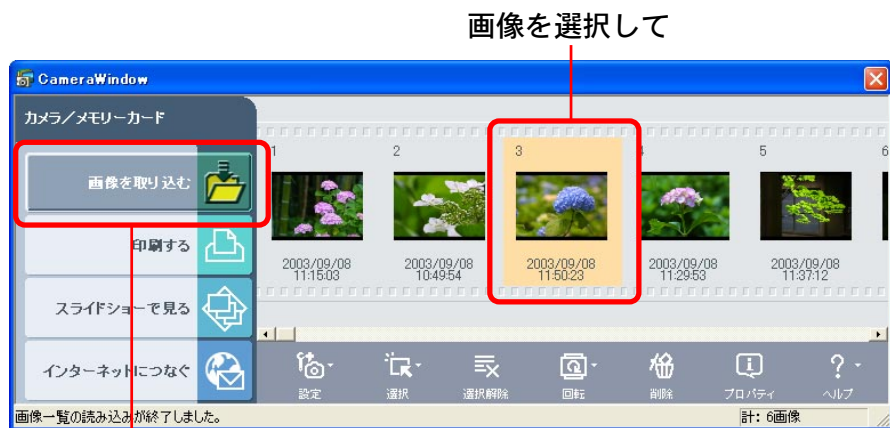 画像を選択して
CameraWindow
カメラ/メモリーカード
画像を取り込む
印刷する
スライドショーで見る
インターネットにつなぐ
1 2 3 4 5 6
2003/09/08 2003/09/08 2003/09/08 2003/09/08 2003/09/08
11:15:03 10:49:54 11:50:23 11:29:53 11:37:12
設定 選択 選択解除 回転 削除 プロパティ ヘルプ
画像一覧の読み込みが終了しました。 計: 6画像